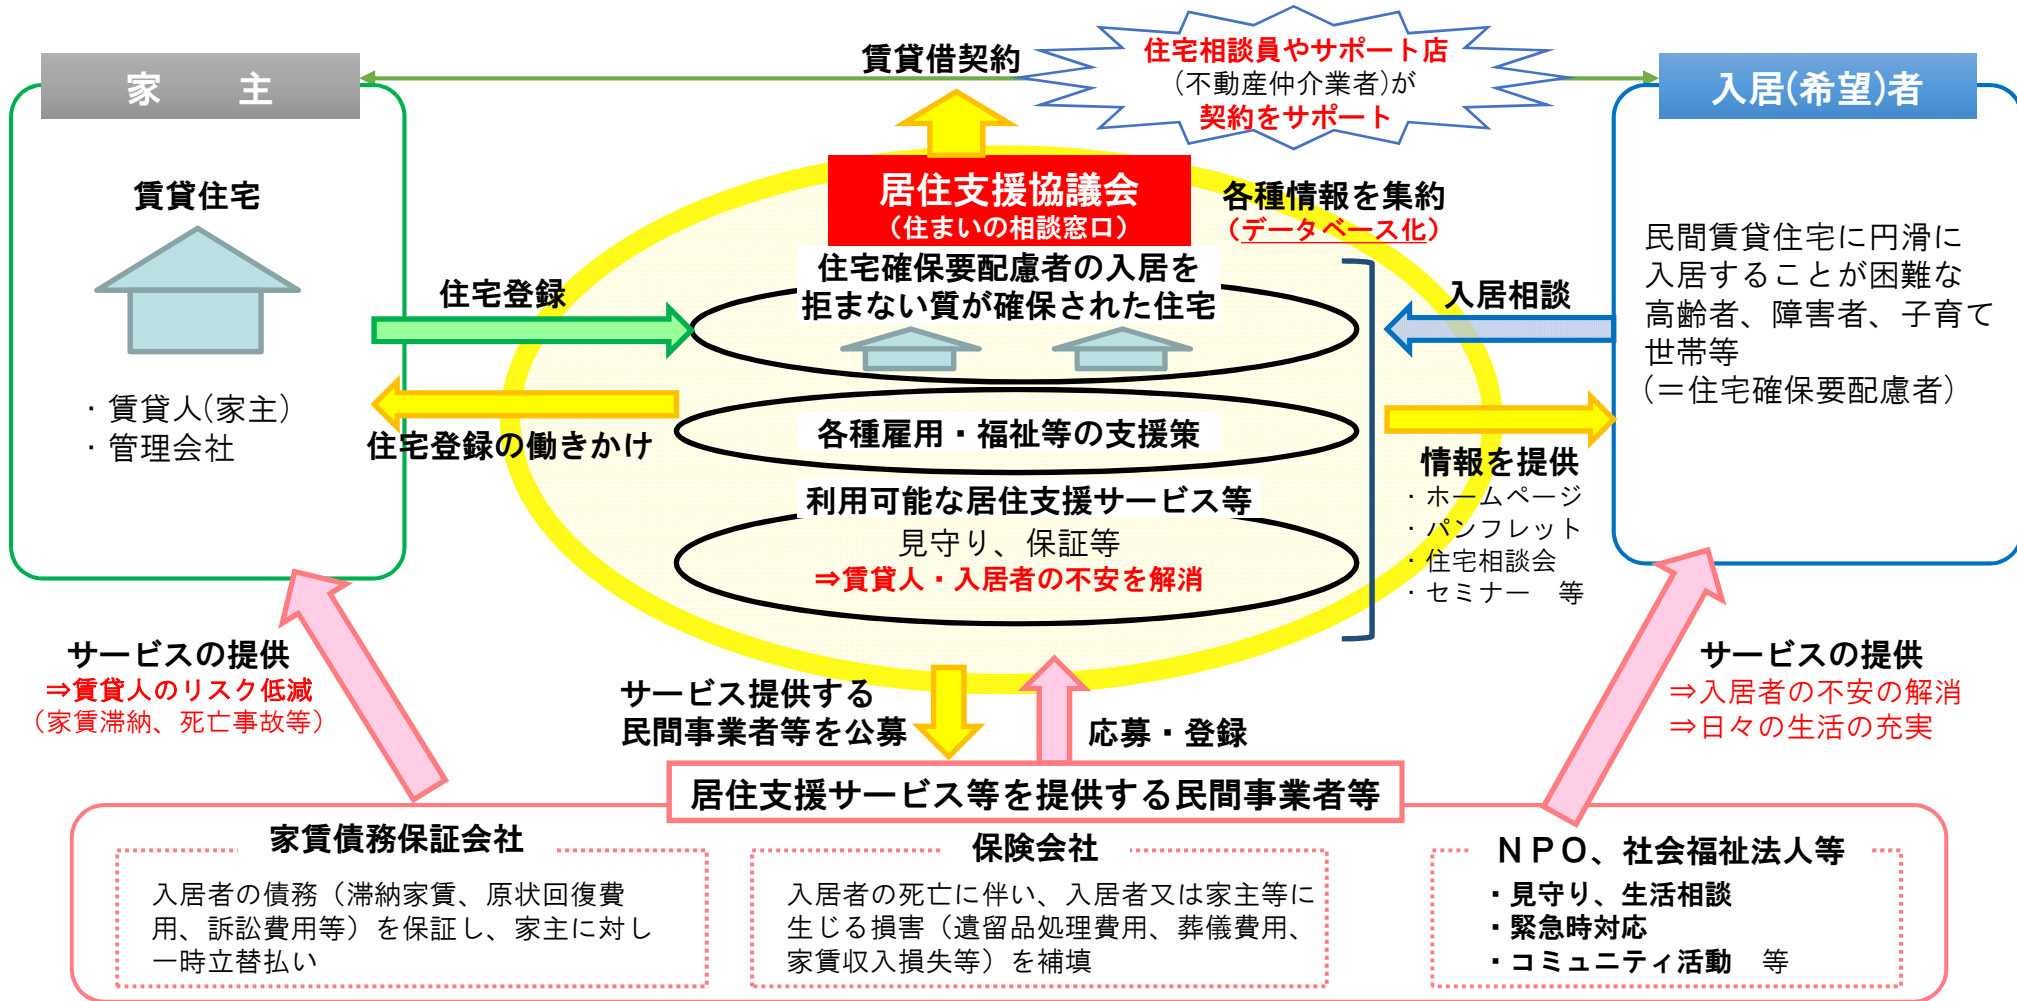 賃貸借契約
住宅相談員やサポート店
(不動産仲介業者)が
契約をサポート
家　主
入居(希望)者
賃貸住宅
・賃貸人(家主)
・管理会社
居住支援協議会
（住まいの相談窓口）
各種情報を集約
（データベース化）
住宅確保要配慮者の入居を
拒まない質が確保された住宅
住宅登録
住宅登録の働きかけ
各種雇用・福祉等の支援策
利用可能な居住支援サービス等
見守り、保証等
⇒賃貸人・入居者の不安を解消
入居相談
情報を提供
・ホームページ
・パンフレット
・住宅相談会
・セミナー　等
民間賃貸住宅に円滑に
入居することが困難な
高齢者、障害者、子育て
世帯等
(＝住宅確保要配慮者)
サービスの提供
⇒賃貸人のリスク低減
（家賃滞納、死亡事故等）
サービス提供する
民間事業者等を公募
応募・登録
サービスの提供
⇒入居者の不安の解消
⇒日々の生活の充実
居住支援サービス等を提供する民間事業者等
家賃債務保証会社
入居者の債務（滞納家賃、原状回復費
用、訴訟費用等）を保証し、家主に対し
一時立替払い
保険会社
入居者の死亡に伴い、入居者又は家主等に
生じる損害（遺留品処理費用、葬儀費用、
家賃収入損失等）を補填
ＮＰＯ、社会福祉法人等
・見守り、生活相談
・緊急時対応
・コミュニティ活動　等